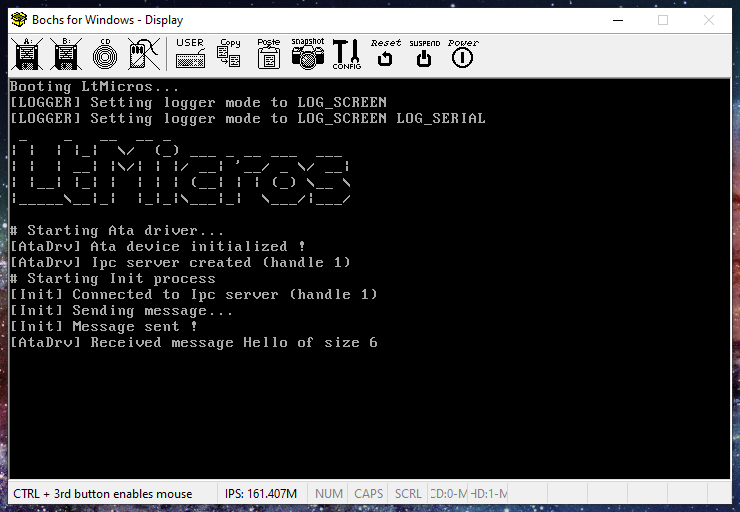 Bochs for Windows - Display
A: B: CD USER Copy Paste snapshot CONFIG Reset SUSPEND Power
Booting LtMicros...
[LOGGER] Setting logger mode to LOG_SCREEN
[LOGGER] Setting logger mode to LOG_SCREEN LOG_SERIAL
LtMicros
# Starting Ata driver...
[AtaDrv] Ata device initialized !
[AtaDrv] Ipc server created (handle 1)
# Starting Init process
[Init] Connected to Ipc server (handle 1)
[Init] Sending message...
[Init] Message sent !
[AtaDrv] Received message Hello of size 6
CTRL + 3rd button enables mouse IPS: 161.407M NUM CAPS SCRL CD:0-M HD:1-M